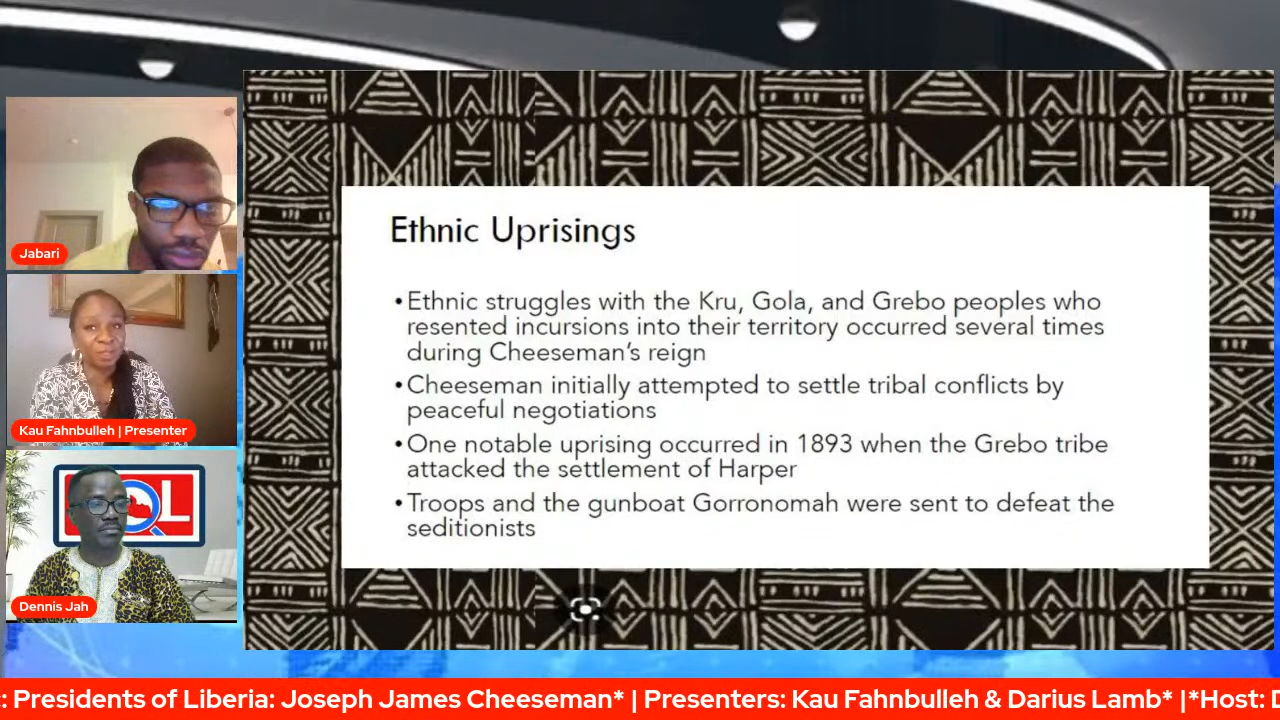 Jabari
Kau Fahnbulleh | Presenter
QL
Dennis Jah
Ethnic Uprisings
•Ethnic struggles with the Kru, Gola, and Grebo peoples who
resented incursions into their territory occurred several times
during Cheeseman's reign
•Cheeseman initially attempted to settle tribal conflicts by
peaceful negotiations
•One notable uprising occurred in 1893 when the Grebo tribe
attacked the settlement of Harper
•Troops and the gunboat Gorronomah were sent to defeat the
seditionists
: Presidents of Liberia: Joseph James Cheeseman* | Presenters: Kau Fahnbulleh & Darius Lamb* |*Host: D